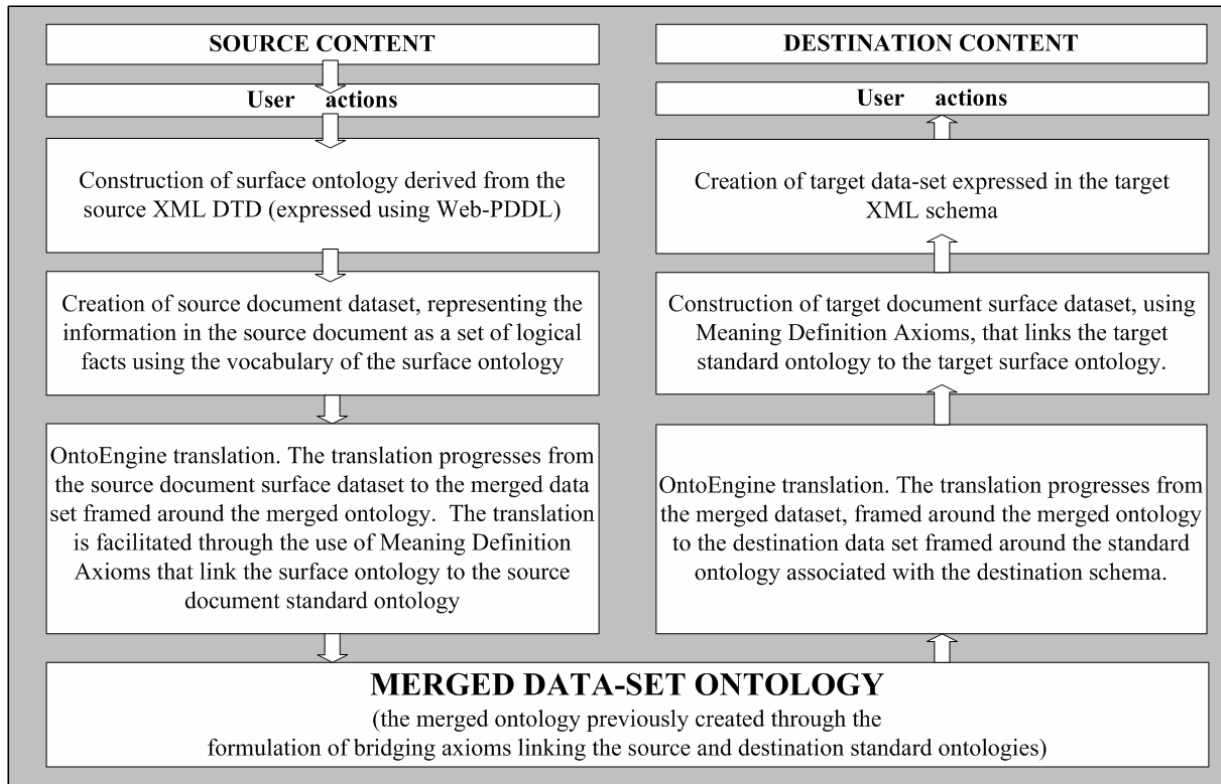 SOURCE CONTENT
User actions
Construction of surface ontology derived from the
source XML DTD (expressed using Web-PDDL)
Creation of source document dataset, representing the
information in the source document as a set of logical
facts using the vocabulary of the surface ontology
OntoEngine translation. The translation progresses from
the source document surface dataset to the merged data
set framed around the merged ontology. The translation
is facilitated through the use of Meaning Definition
Axioms that link the surface ontology to the source
document standard ontology
DESTINATION CONTENT
User actions
Creation of target data-set expressed in the target
XML schema
Construction of target document surface dataset, using
Meaning Definition Axioms, that links the target
standard ontology to the target surface ontology.
OntoEngine translation. The translation progresses from
the merged dataset, framed around the merged ontology
to the destination data set framed around the standard
ontology associated with the destination schema.
MERGED DATA-SET ONTOLOGY
(the merged ontology previously created through the
formulation of bridging axioms linking the source and destination standard ontologies)